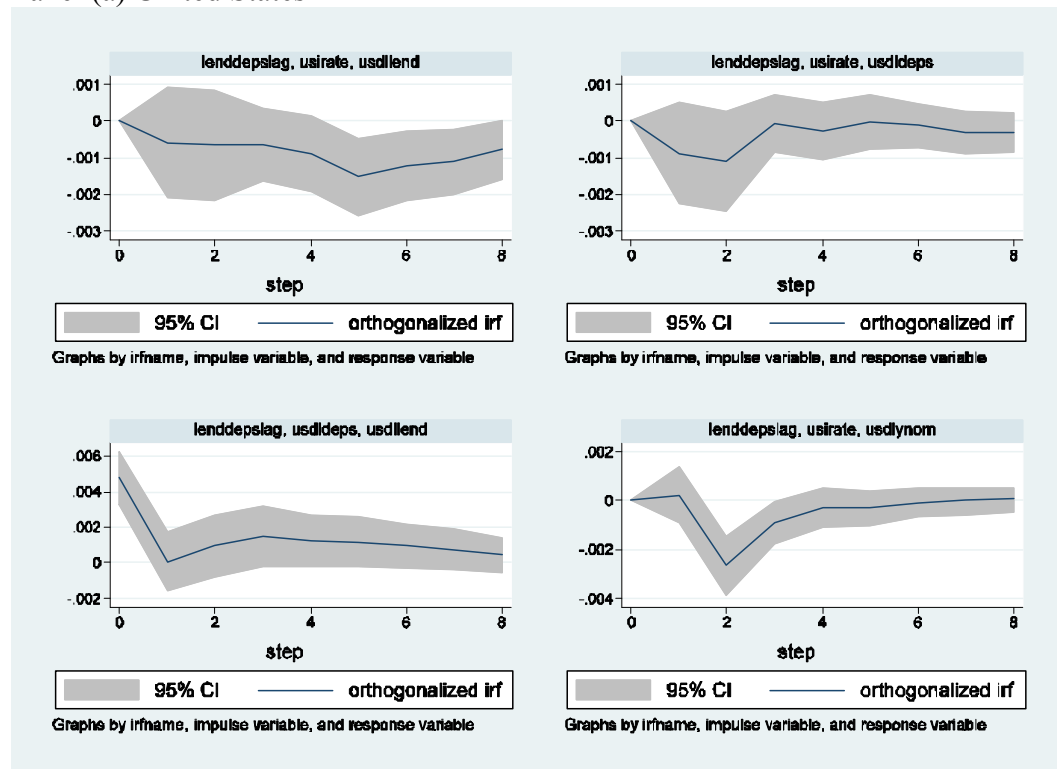 (a) United States
lenddepslag, usirate, usdllend
.001
0
-.001
-.002
-.003
0 2 4 6 8
step
95% CI orthogonalized irf
Graphs by irfname, impulse variable, and response variable
lenddepslag, usirate, usdldeps
.001
0
-.001
-.002
-.003
0 2 4 6 8
step
95% CI orthogonalized irf
Graphs by irfname, impulse variable, and response variable
lenddepslag, usdldeps, usdllend
.006
.004
.002
0
-.002
0 2 4 6 8
step
95% CI orthogonalized irf
Graphs by irfname, impulse variable, and response variable
lenddepslag, usirate, usdlynom
.002
0
-.002
-.004
0 2 4 6 8
step
95% CI orthogonalized irf
Graphs by irfname, impulse variable, and response variable